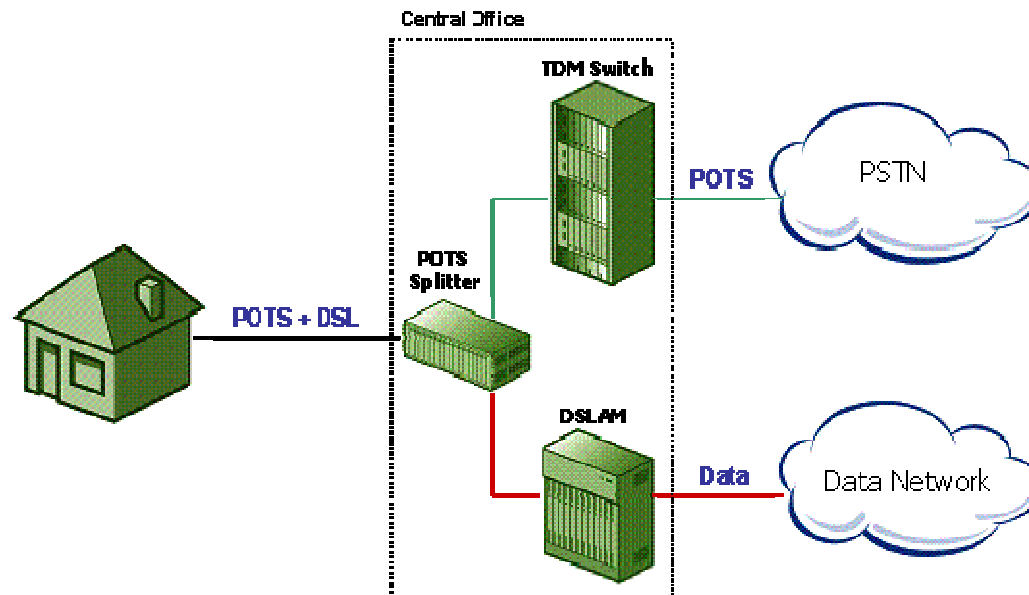 Central Office
TDM Switch
POTS
PSTN
POTS
Splitter
POTS + DSL
DSLAM
Data
Data Network